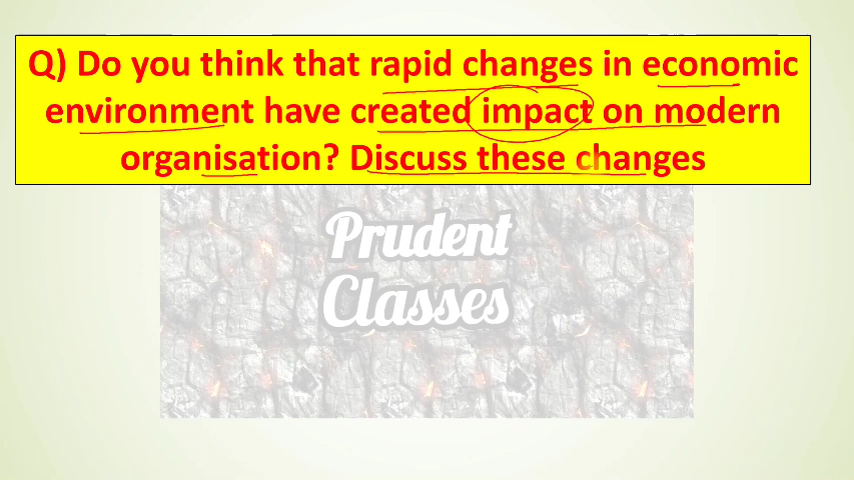 Q) Do you think that rapid changes in economic
environment have created impact on modern
organisation? Discuss these changes
Prudent
Classes